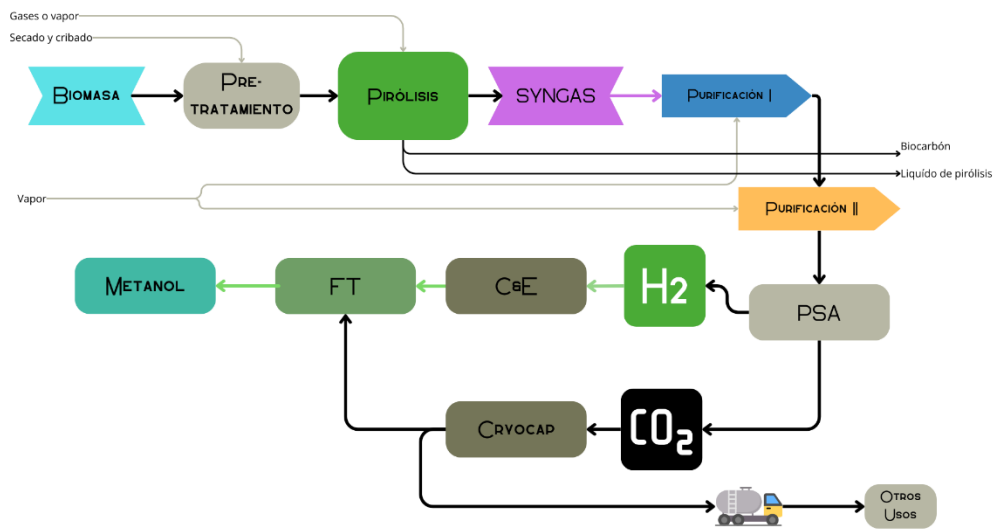 Gases o vapor
Secado y cribado
BIOMASA
PRE-
TRATAMIENTO
PIRÓLISIS
SYNGAS
PURIFICACIÓN I
Biocarbón
Liquído de pirólisis
Vapor
PURIFICACIÓN II
METANOL
FT
C&E
H2
PSA
CRYOCAP
CO2
OTROS
USOS